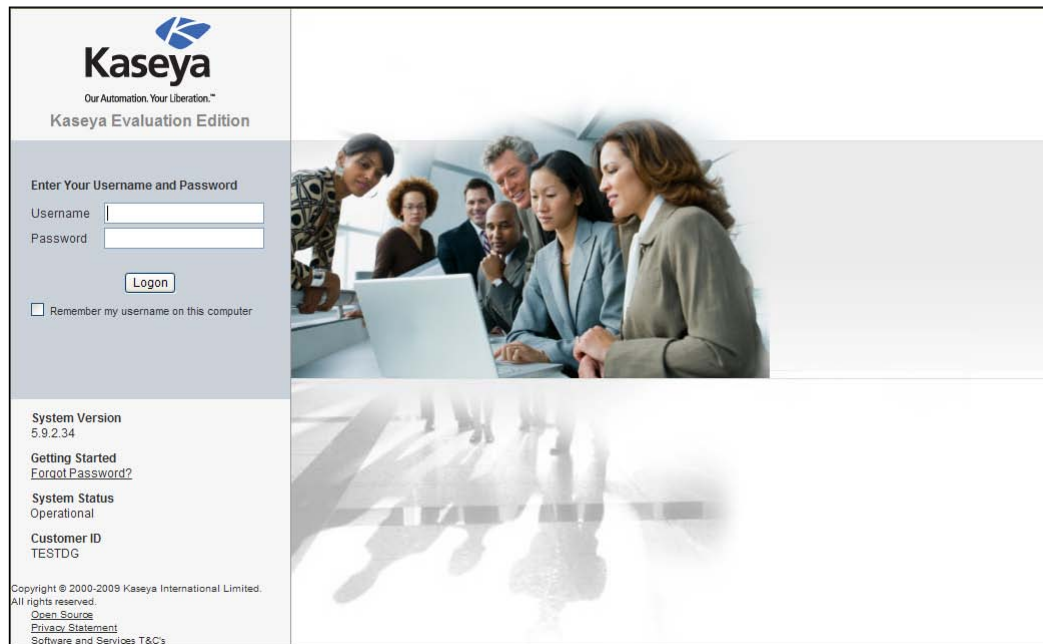 Kaseya
Our Automation. Your Liberation.™
Kaseya Evaluation Edition
Enter Your Username and Password
Username
Password
Logon
Remember my username on this computer
System Version
5.9.2.34
Getting Started
Forgot Password?
System Status
Operational
Customer ID
TESTDG
Copyright © 2000-2009 Kaseya International Limited.
All rights reserved.
Open Source
Privacy Statement
Software and Services T&C's